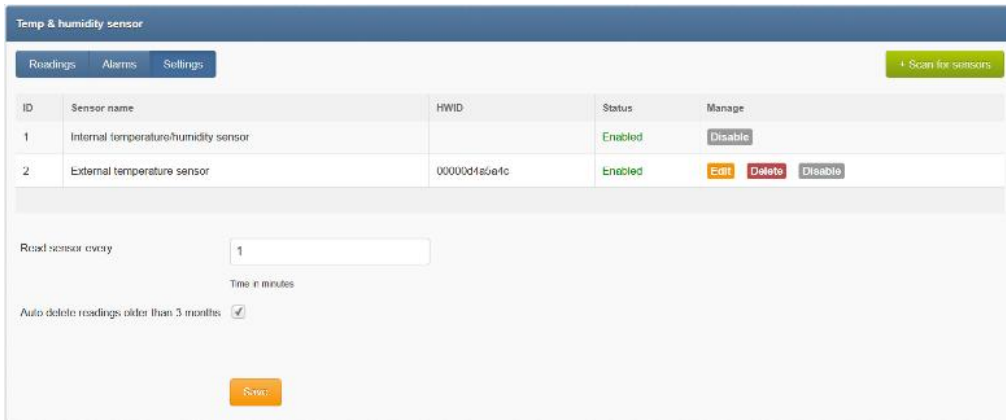 Temp & humidity sensor
Readings Alarms Settings + Scan for sensors
ID Sensor name HWID Status Manage
1 Internal temperature/humidity sensor Enabled Disable
2 External temperature sensor Enabled Edit Delete Disable
Read sensor every 1
Time in minutes
Auto delete readings older than 3 months
Save